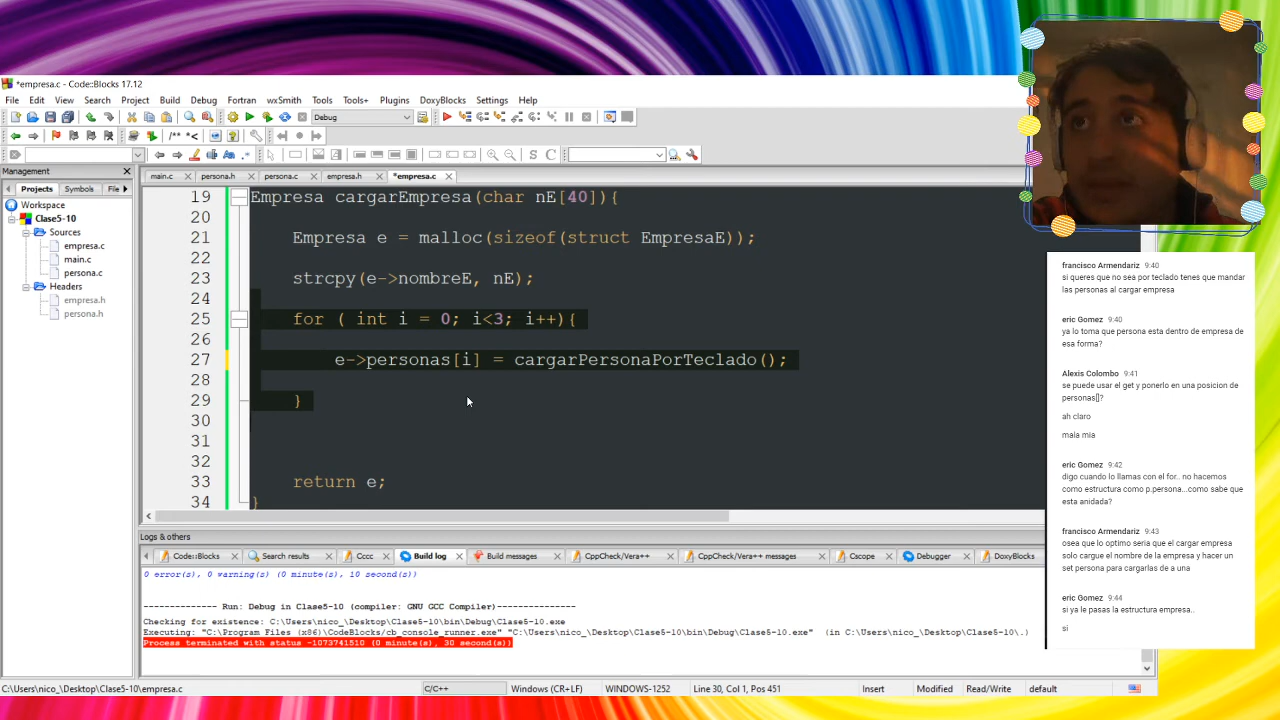 *empresa.c - Code::Blocks 17.12
File Edit View Search Project Build Debug Fortran wxSmith Tools Tools+ Plugins DoxyBlocks Settings Help
Debug
/** *<
S C
Management
main.c persona.h persona.c empresa.h *empresa.c
Projects Symbols File
Workspace
Clase5-10
Sources
empresa.c
main.c
persona.c
Headers
empresa.h
persona.h
19 Empresa cargarEmpresa(char nE[40]){
20
21 Empresa e = malloc(sizeof(struct EmpresaE));
22
23 strcpy(e->nombreE, nE);
24
25 for ( int i = 0; i<3; i++){
26
27 e->personas[i] = cargarPersonaPorTeclado();
28
29 }
30
31
32
33 return e;
34 }
Logs & others
Code::Blocks Search results Cccc Build log Build messages CppCheck/Vera++ CppCheck/Vera++ messages Cscope Debugger DoxyBlocks
0 error(s), 0 warning(s) (0 minute(s), 10 second(s))
-------------- Run: Debug in Clase5-10 (compiler: GNU GCC Compiler)---------------
Checking for existence: C:\Users\nico_\Desktop\Clase5-10\bin\Debug\Clase5-10.exe
Executing: "C:\Program Files (x86)\CodeBlocks/cb_console_runner.exe" "C:\Users\nico_\Desktop\Clase5-10\bin\Debug\Clase5-10.exe" (in C:\Users\nico_\Desktop\Clase5-10\.)
Process terminated with status -1073741510 (0 minute(s), 30 second(s))
C:\Users\nico_\Desktop\Clase5-10\empresa.c C/C++ Windows (CR+LF) WINDOWS-1252 Line 30, Col 1, Pos 451 Insert Modified Read/Write default
francisco Armendariz 9:40
si queres que no sea por teclado tenes que mandar
las personas al cargar empresa
eric Gomez 9:40
ya lo toma que persona esta dentro de empresa de
esa forma?
Alexis Colombo 9:41
se puede usar el get y ponerlo en una posicion de
personas[]?
ah claro
mala mia
eric Gomez 9:42
digo cuando lo llamas con el for.. no hacemos
como estructura como p.persona...como sabe que
esta anidada?
francisco Armendariz 9:43
osea que lo optimo seria que el cargar empresa
solo cargue el nombre de la empresa y hacer un
set persona para cargarlas de a una
eric Gomez 9:44
si ya le pasas la estructura empresa..
si